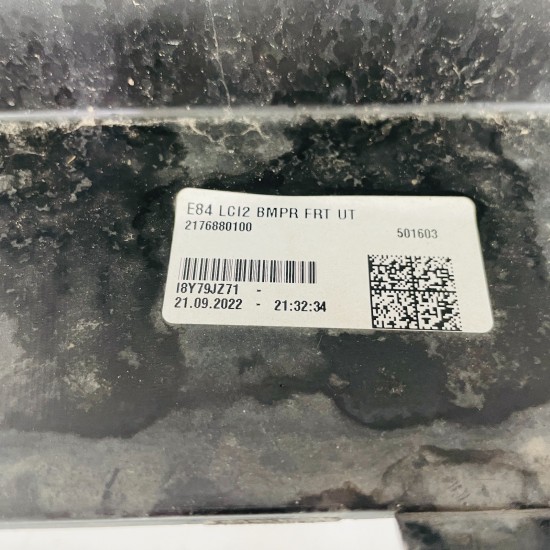 E84 LCI2 BMPR FRT UT
2176880100
501603
I8Y79JZ71 -
21.09.2022 - 21:32:34